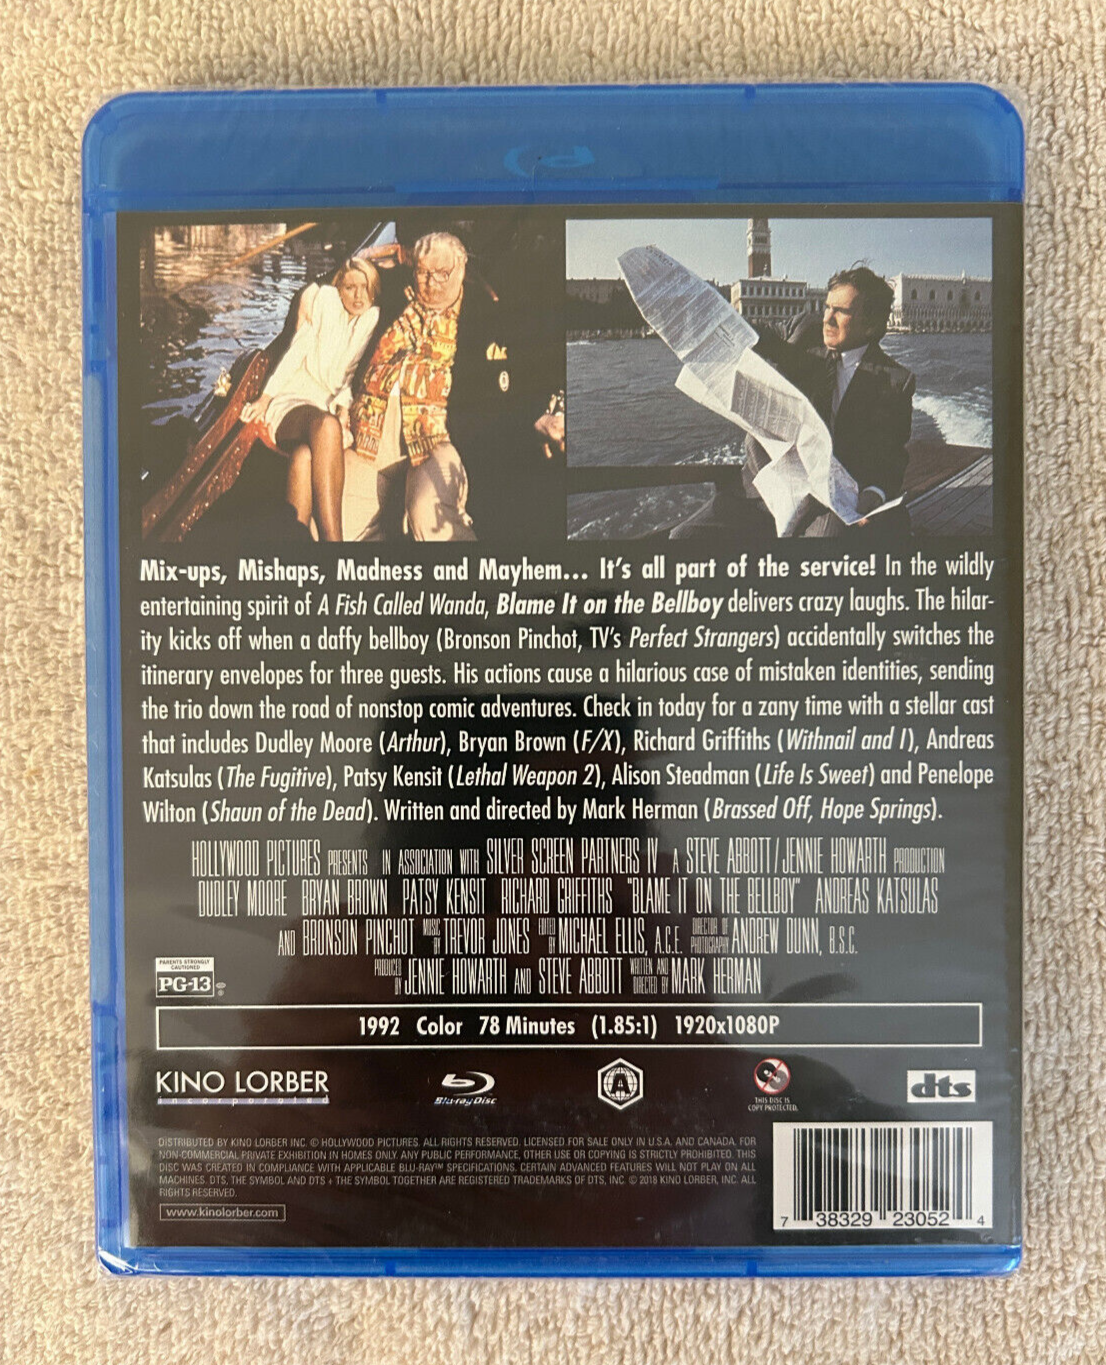 Mix-ups, Mishaps, Madness and Mayhem... It's all part of the service! In the wildly
entertaining spirit of A Fish Called Wanda, Blame It on the Bellboy delivers crazy laughs. The hilar-
ity kicks off when a daffy bellboy (Bronson Pinchot, TV's Perfect Strangers) accidentally switches the
itinerary envelopes for three guests. His actions cause a hilarious case of mistaken identities, sending
the trio down the road of nonstop comic adventures. Check in today for a zany time with a stellar cast
that includes Dudley Moore (Arthur), Bryan Brown (F/X), Richard Griffiths (Withnail and I), Andreas
Katsulas (The Fugitive), Patsy Kensit (Lethal Weapon 2), Alison Steadman (Life Is Sweet) and Penelope
Wilton (Shaun of the Dead). Written and directed by Mark Herman (Brassed Off, Hope Springs).
HOLLYWOOD PICTURES PRESENTS IN ASSOCIATION WITH SILVER SCREEN PARTNERS IV A STEVE ABBOTT/JENNIE HOWARTH PRODUCTION
DUDLEY MOORE BRYAN BROWN PATSY KENSIT RICHARD GRIFFITHS "BLAME IT ON THE BELLBOY" ANDREAS KATSULAS
AND BRONSON PINCHOT MUSIC BY TREVOR JONES EDITED BY MICHAEL ELLIS, A.C.E. DIRECTOR OF PHOTOGRAPHY ANDREW DUNN, B.S.C.
PRODUCED BY JENNIE HOWARTH AND STEVE ABBOTT WRITTEN AND DIRECTED BY MARK HERMAN
PARENTS STRONGLY CAUTIONED
PG-13
1992 Color 78 Minutes (1.85:1) 1920x1080P
KINO LORBER
incorporated
Blu-ray Disc
A
THIS DISC IS
COPY PROTECTED.
dts
DISTRIBUTED BY KINO LORBER INC. © HOLLYWOOD PICTURES. ALL RIGHTS RESERVED. LICENSED FOR SALE ONLY IN U.S.A. AND CANADA. FOR
NON-COMMERCIAL PRIVATE EXHIBITION IN HOMES ONLY. ANY PUBLIC PERFORMANCE, OTHER USE OR COPYING IS STRICTLY PROHIBITED. THIS
DISC WAS CREATED IN COMPLIANCE WITH APPLICABLE BLU-RAY™ SPECIFICATIONS. CERTAIN ADVANCED FEATURES WILL NOT PLAY ON ALL
MACHINES. DTS, THE SYMBOL AND DTS + THE SYMBOL TOGETHER ARE REGISTERED TRADEMARKS OF DTS, INC. © 2018 KINO LORBER, INC. ALL
RIGHTS RESERVED.
www.kinolorber.com
7 38329 23052 4